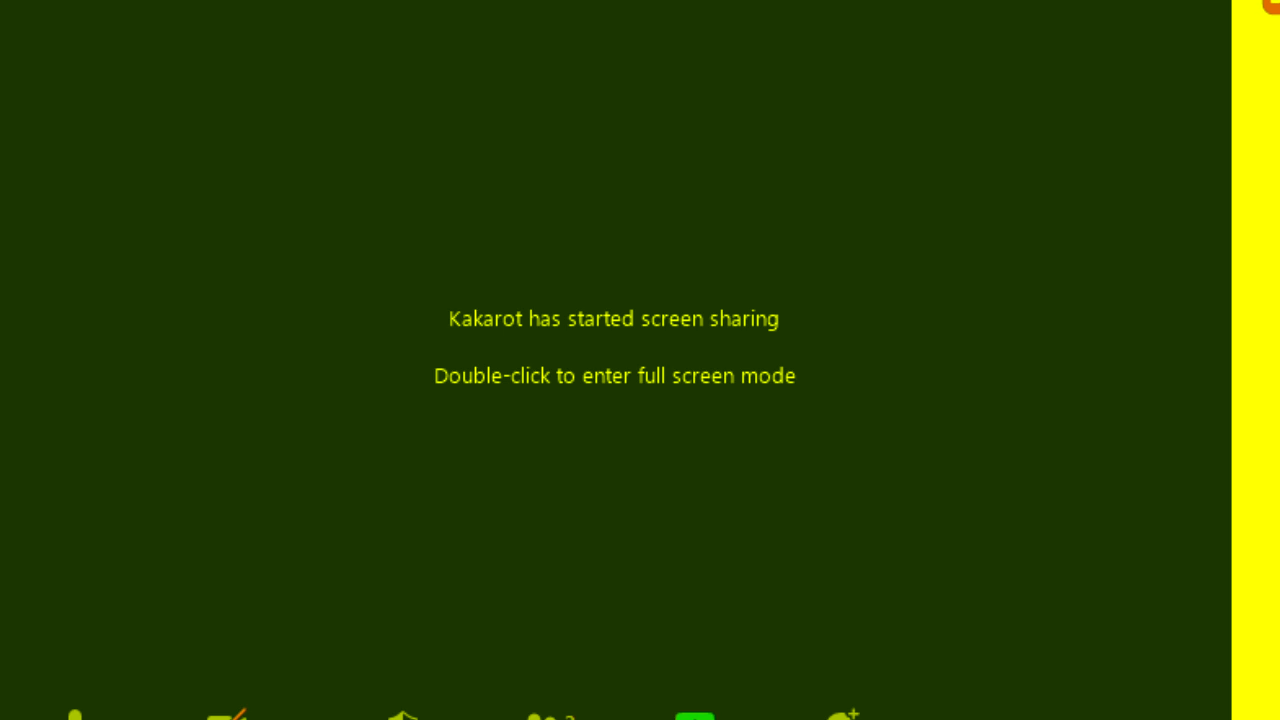 Kakarot has started screen sharing
Double-click to enter full screen mode